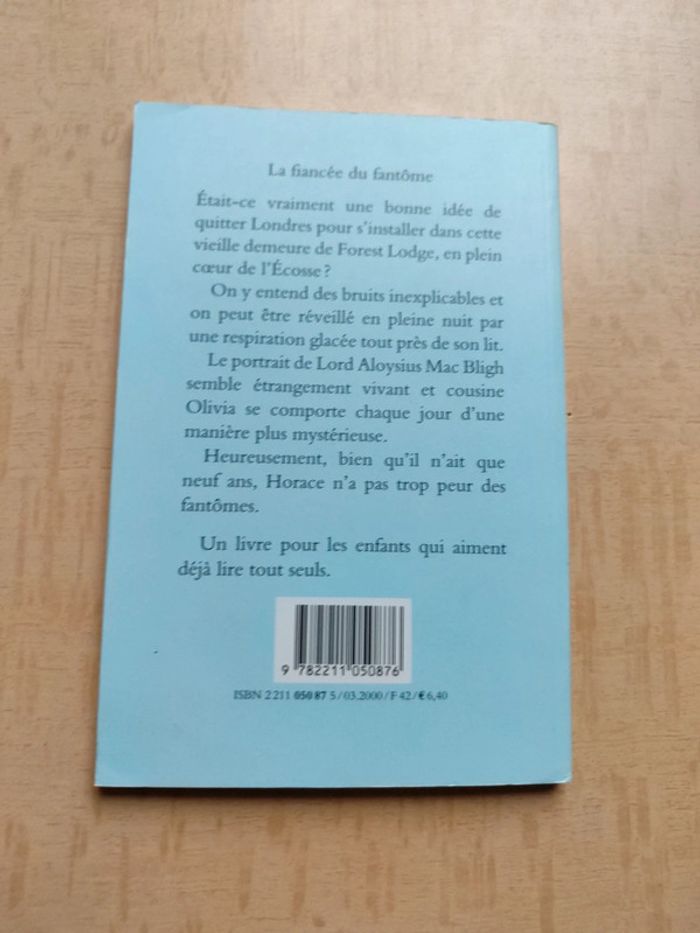 La fiancée du fantôme
Était-ce vraiment une bonne idée de
quitter Londres pour s'installer dans cette
vieille demeure de Forest Lodge, en plein
cœur de l'Écosse ?
On y entend des bruits inexplicables et
on peut être réveillé en pleine nuit par
une respiration glacée tout près de son lit.
Le portrait de Lord Aloysius Mac Bligh
semble étrangement vivant et cousine
Olivia se comporte chaque jour d'une
manière plus mystérieuse.
Heureusement, bien qu'il n'ait que
neuf ans, Horace n'a pas trop peur des
fantômes.
Un livre pour les enfants qui aiment
déjà lire tout seuls.
9 782211 050876
ISBN 2 211 050 87 5 / 03.2000 / F 42 / € 6,40